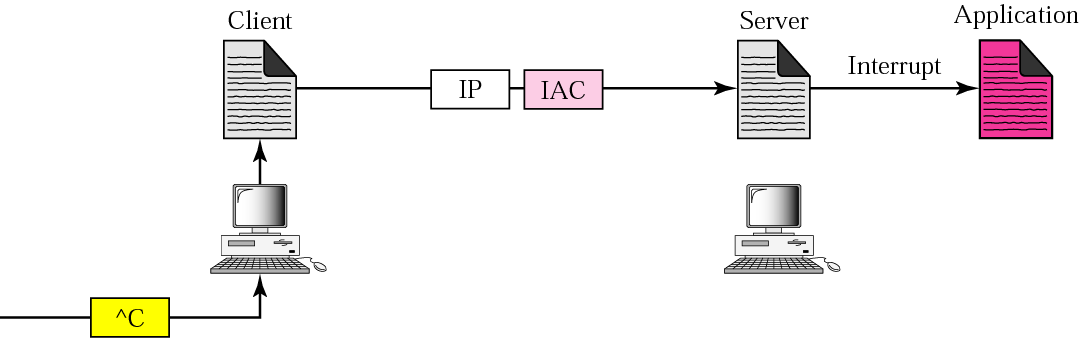 Client
Server
Application
IP
IAC
Interrupt
^C